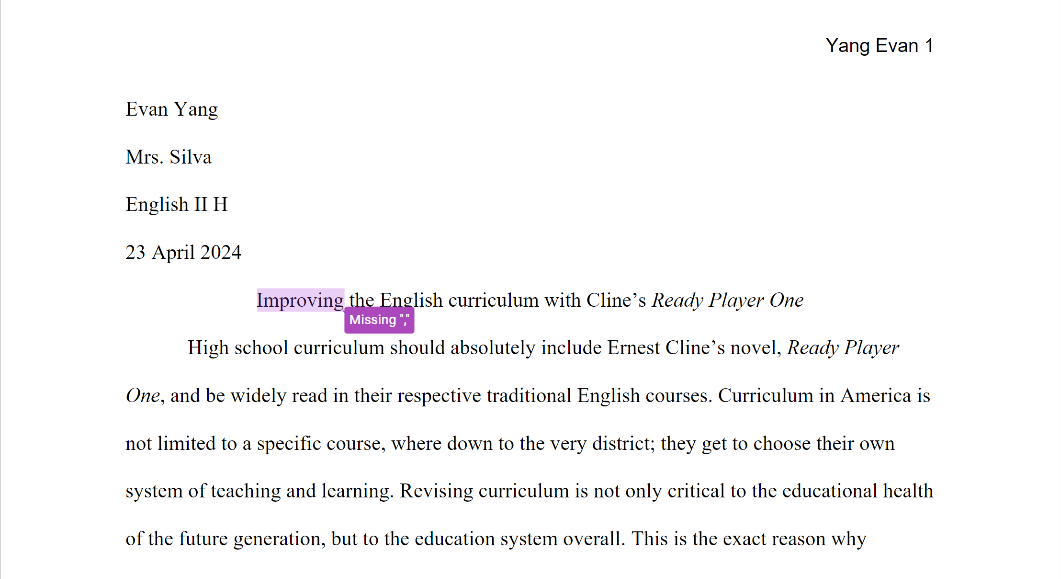 Yang Evan 1
Evan Yang
Mrs. Silva
English II H
23 April 2024
Improving the English curriculum with Cline’s Ready Player One
Missing ","
High school curriculum should absolutely include Ernest Cline’s novel, Ready Player
One, and be widely read in their respective traditional English courses. Curriculum in America is
not limited to a specific course, where down to the very district; they get to choose their own
system of teaching and learning. Revising curriculum is not only critical to the educational health
of the future generation, but to the education system overall. This is the exact reason why